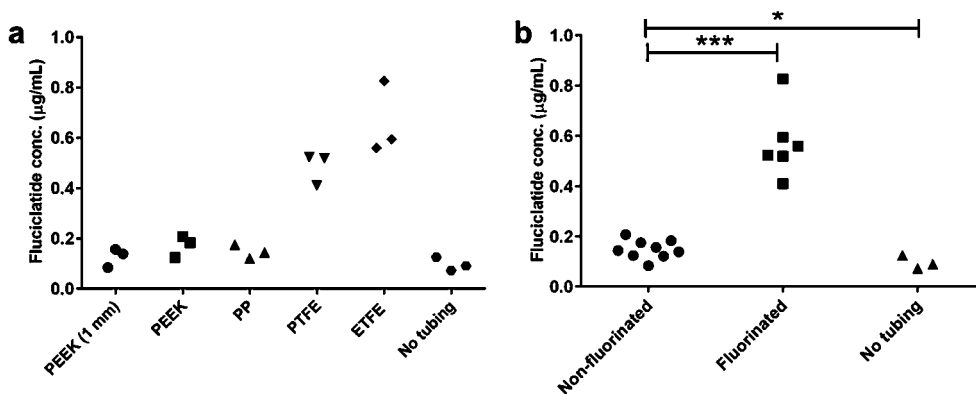 a
Fluciclatide conc. (μg/mL)
1.0
0.8
0.6
0.4
0.2
0.0
PEEK (1 mm)
PEEK
PP
PTFE
ETFE
No tubing
b
*
***
Fluciclatide conc. (μg/mL)
1.0
0.8
0.6
0.4
0.2
0.0
Non-fluorinated
Fluorinated
No tubing